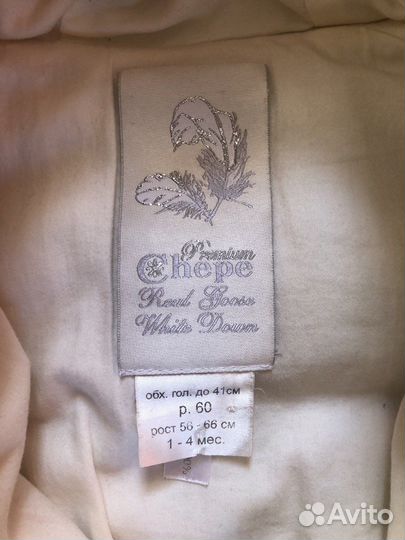 Premium
Chepe
Real Goose
White Down
обх. гол. до 41см
р. 60
рост 56 - 66 см
1 - 4 мес.
Avito